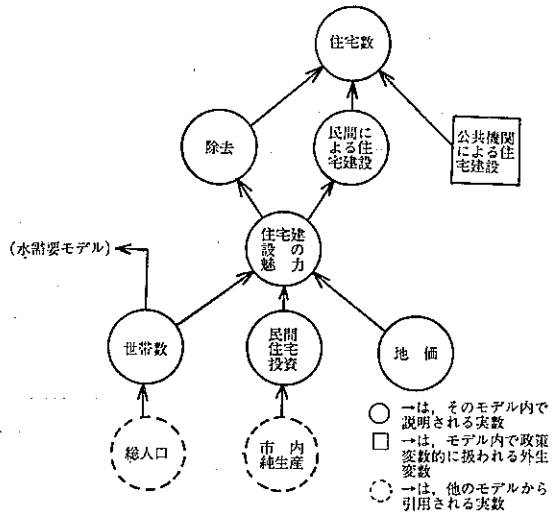 住宅数
除去
民間に
よる住
宅建設
公共機関
による住
宅建設
住宅建
設の
魅力
(水需要モデル)
世帯数
民間
住宅
投資
地価
総人口
市内
純生産
→は,そのモデル内で
説明される実数
→は,モデル内で政策
変数的に扱われる外生
変数
→は,他のモデルから
引用される実数